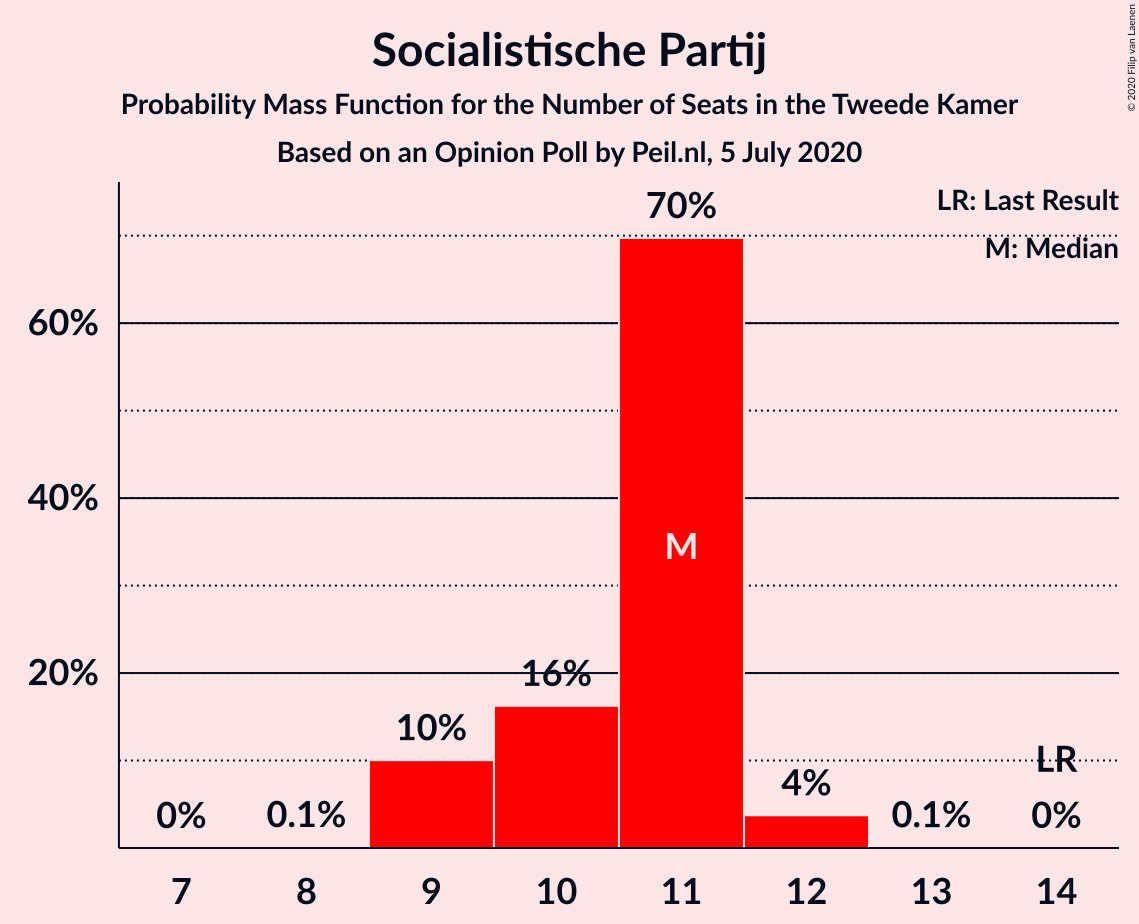 Socialistische Partij
Probability Mass Function for the Number of Seats in the Tweede Kamer
Based on an Opinion Poll by Peil.nl, 5 July 2020
© 2020 Filip van Laenen
LR: Last Result
M: Median
70%
60%
40%
20%
M
16%
10%
4%
LR
0%
0.1%
0.1%
0%
7 8 9 10 11 12 13 14